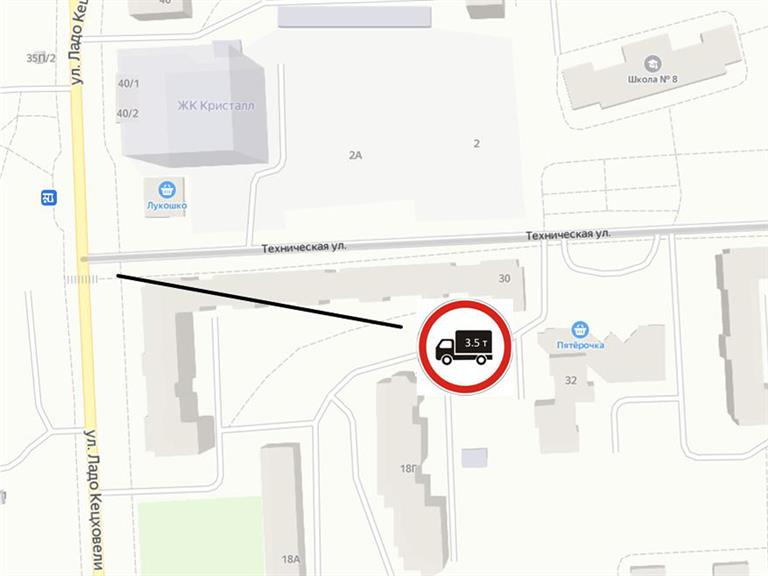 40
ул. Ладо Кец
35П/2
40/1
40/2
ЖК Кристалл
2А
2
Школа № 8
Лукошко
Техническая ул.
Техническая ул.
30
3.5 т
Пятёрочка
32
18Г
18А
ул. Ладо Кецховели